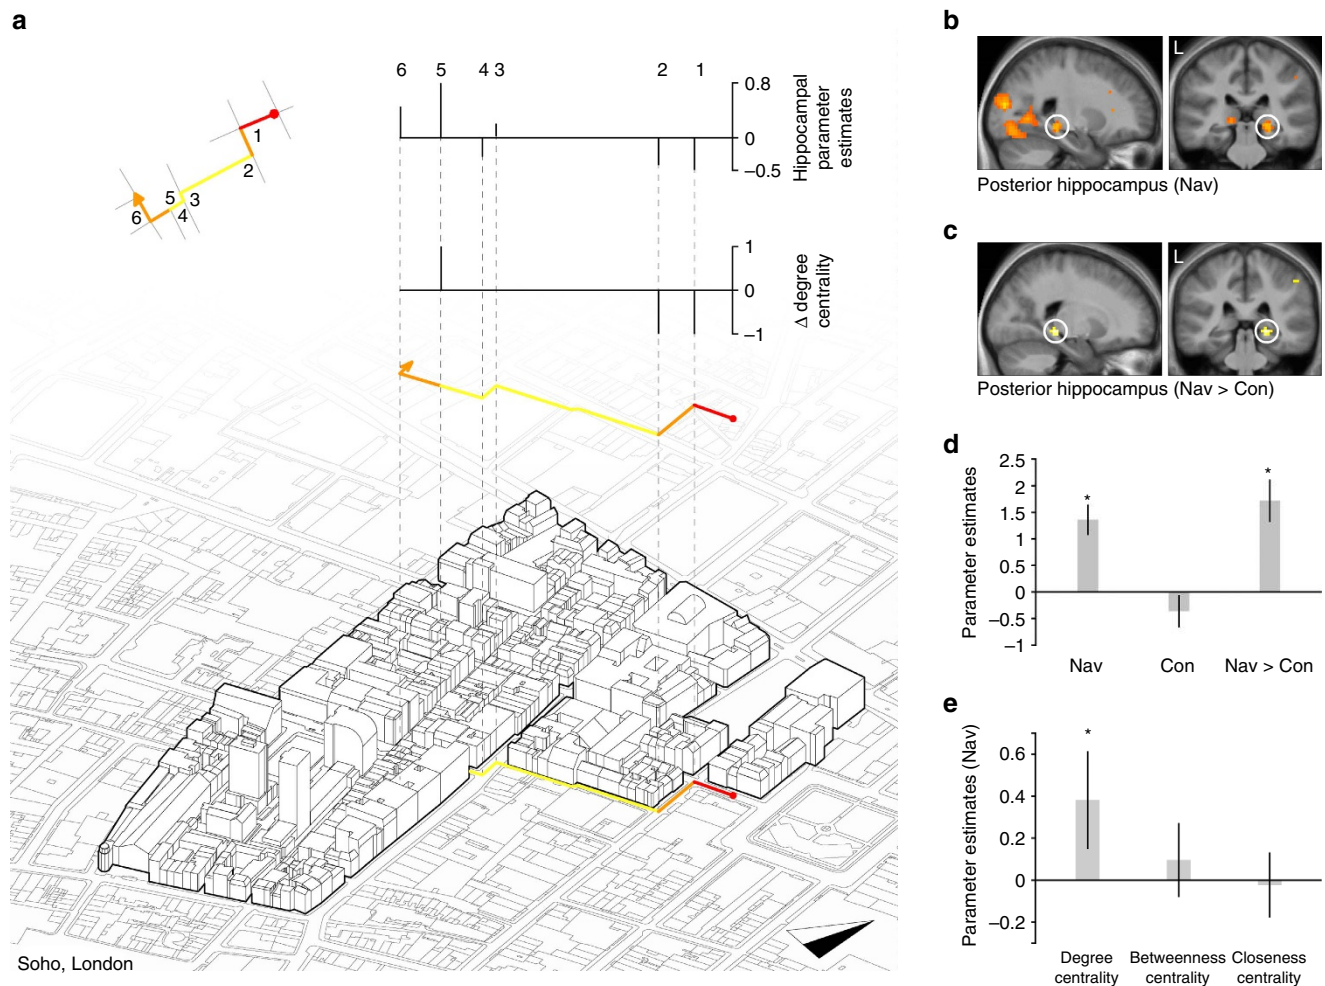 a
6 5 4 3 2 1
0.8
0
−0.5
Hippocampal
parameter
estimates
1
2
5
3
4
6
1
0
−1
Δ degree
centrality
Soho, London
b
L
Posterior hippocampus (Nav)
c
L
Posterior hippocampus (Nav > Con)
d
Parameter estimates
2.5
2
1.5
1
0.5
0
−0.5
−1
*
*
Nav Con Nav > Con
e
Parameter estimates (Nav)
0.6
0.4
0.2
0
−0.2
*
Degree Betweenness Closeness
centrality centrality centrality